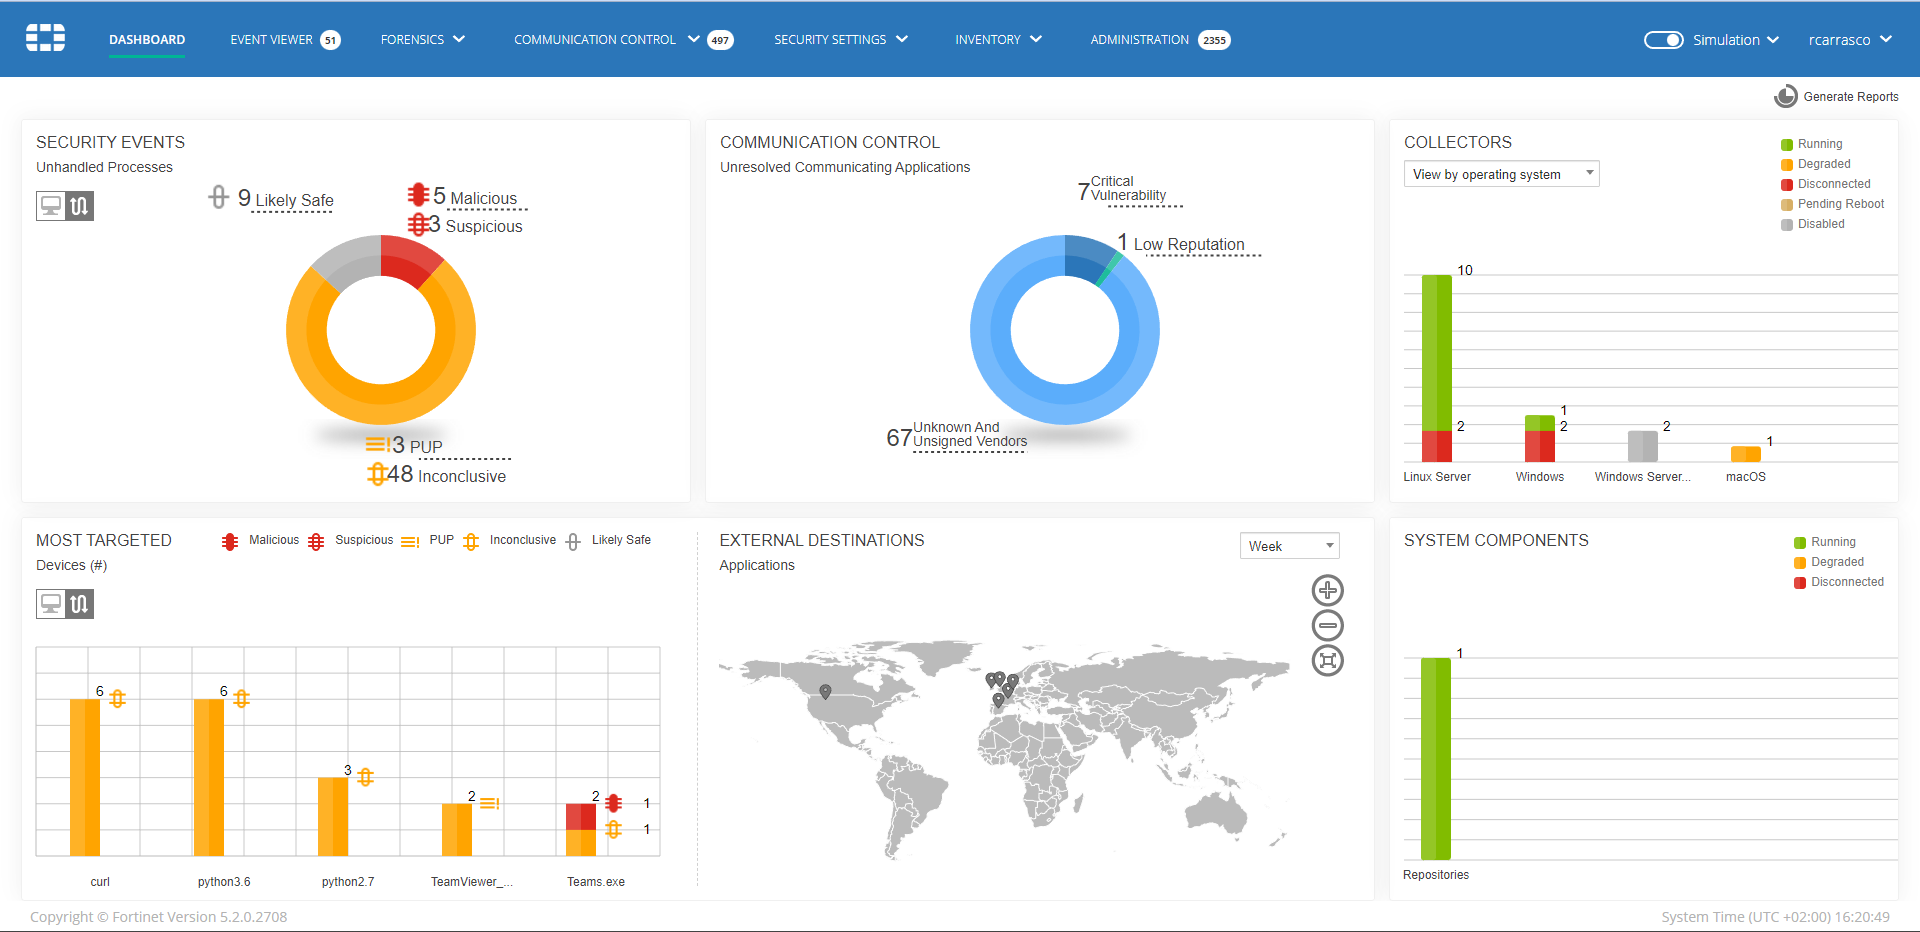 DASHBOARD
EVENT VIEWER 51
FORENSICS
COMMUNICATION CONTROL 497
SECURITY SETTINGS
INVENTORY
ADMINISTRATION 2355
Simulation
rcarrasco
Generate Reports
SECURITY EVENTS
Unhandled Processes
9 Likely Safe
5 Malicious
3 Suspicious
3 PUP
48 Inconclusive
COMMUNICATION CONTROL
Unresolved Communicating Applications
7 Critical
Vulnerability
1 Low Reputation
67 Unknown And
Unsigned Vendors
COLLECTORS
View by operating system
Running
Degraded
Disconnected
Pending Reboot
Disabled
10
2
1
2
2
1
Linux Server
Windows
Windows Server...
macOS
MOST TARGETED
Devices (#)
Malicious
Suspicious
PUP
Inconclusive
Likely Safe
6
6
3
2
2
1
1
curl
python3.6
python2.7
TeamViewer_...
Teams.exe
EXTERNAL DESTINATIONS
Applications
Week
SYSTEM COMPONENTS
Running
Degraded
Disconnected
1
Repositories
Copyright © Fortinet Version 5.2.0.2708
System Time (UTC +02:00) 16:20:49